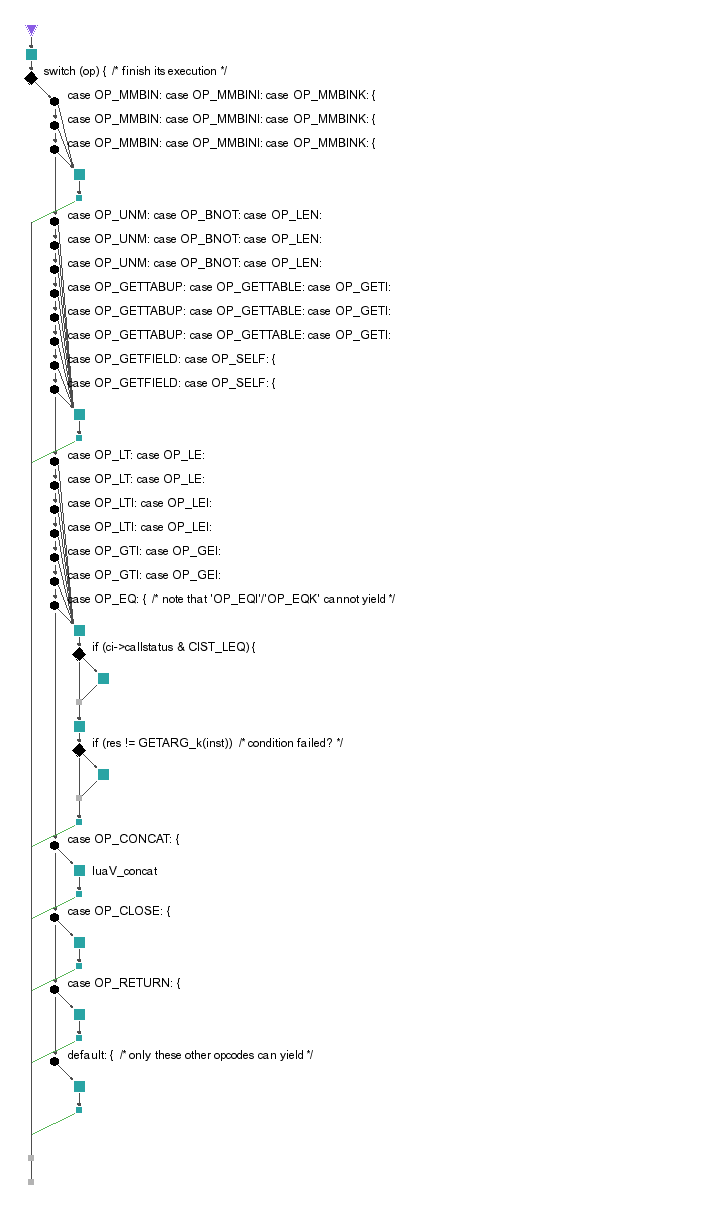 switch (op) {  /* finish its execution */
case OP_MMBIN: case OP_MMBINI: case OP_MMBINK: {
case OP_MMBIN: case OP_MMBINI: case OP_MMBINK: {
case OP_MMBIN: case OP_MMBINI: case OP_MMBINK: {
case OP_UNM: case OP_BNOT: case OP_LEN:
case OP_UNM: case OP_BNOT: case OP_LEN:
case OP_UNM: case OP_BNOT: case OP_LEN:
case OP_GETTABUP: case OP_GETTABLE: case OP_GETI:
case OP_GETTABUP: case OP_GETTABLE: case OP_GETI:
case OP_GETTABUP: case OP_GETTABLE: case OP_GETI:
case OP_GETFIELD: case OP_SELF: {
case OP_GETFIELD: case OP_SELF: {
case OP_LT: case OP_LE:
case OP_LT: case OP_LE:
case OP_LTI: case OP_LEI:
case OP_LTI: case OP_LEI:
case OP_GTI: case OP_GEI:
case OP_GTI: case OP_GEI:
case OP_EQ: {  /* note that 'OP_EQI'/'OP_EQK' cannot yield */
if (ci->callstatus & CIST_LEQ) {
if (res != GETARG_k(inst))  /* condition failed? */
case OP_CONCAT: {
luaV_concat
case OP_CLOSE: {
case OP_RETURN: {
default: {  /* only these other opcodes can yield */